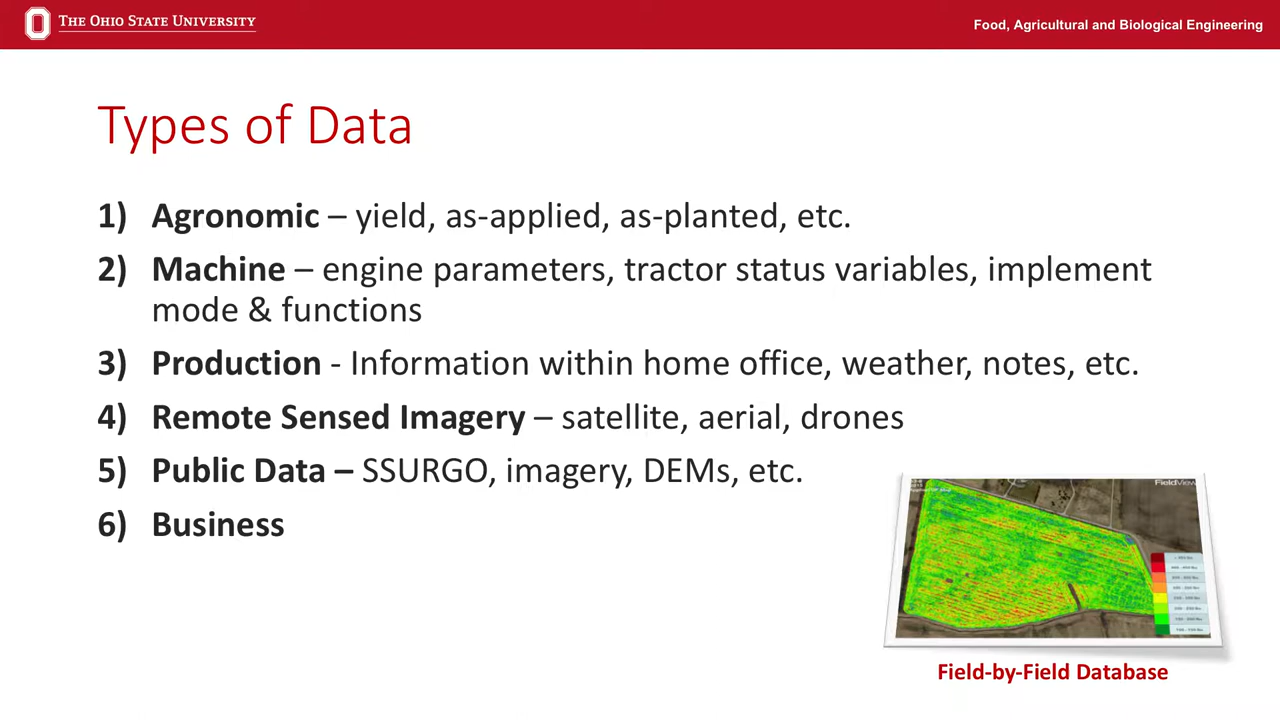 THE OHIO STATE UNIVERSITY
Food, Agricultural and Biological Engineering
Types of Data
1) Agronomic – yield, as-applied, as-planted, etc.
2) Machine – engine parameters, tractor status variables, implement
mode & functions
3) Production - Information within home office, weather, notes, etc.
4) Remote Sensed Imagery – satellite, aerial, drones
5) Public Data – SSURGO, imagery, DEMs, etc.
6) Business
FieldView
Field-by-Field Database